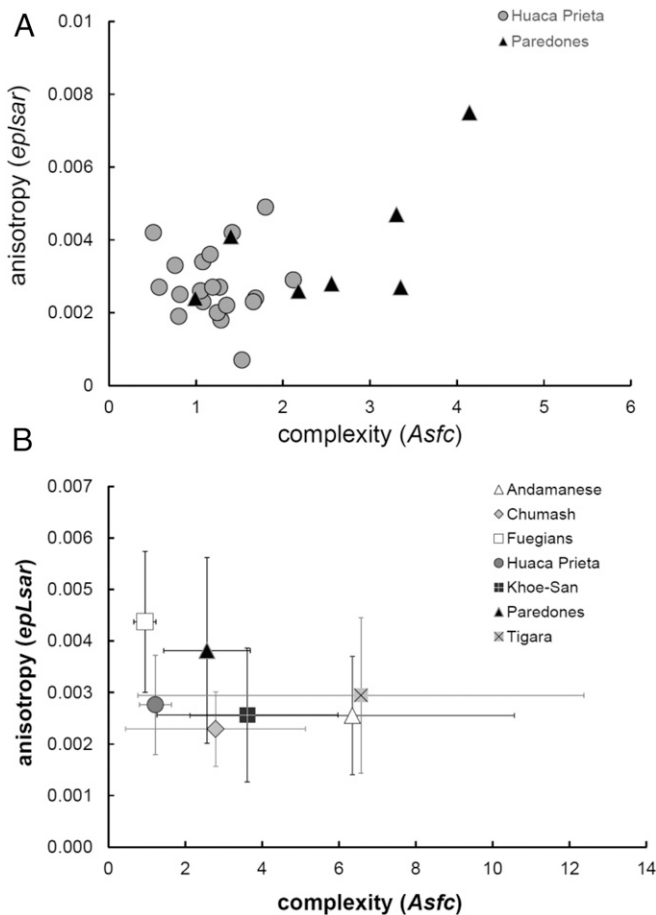 A
Huaca Prieta
Paredones
0.01
0.008
0.006
0.004
0.002
0
anisotropy (eplsar)
0 1 2 3 4 5 6
complexity (Asfc)
B
Andamanese
Chumash
Fuegians
Huaca Prieta
Khoe-San
Paredones
Tigara
0.007
0.006
0.005
0.004
0.003
0.002
0.001
0.000
anisotropy (epLsar)
0 2 4 6 8 10 12 14
complexity (Asfc)